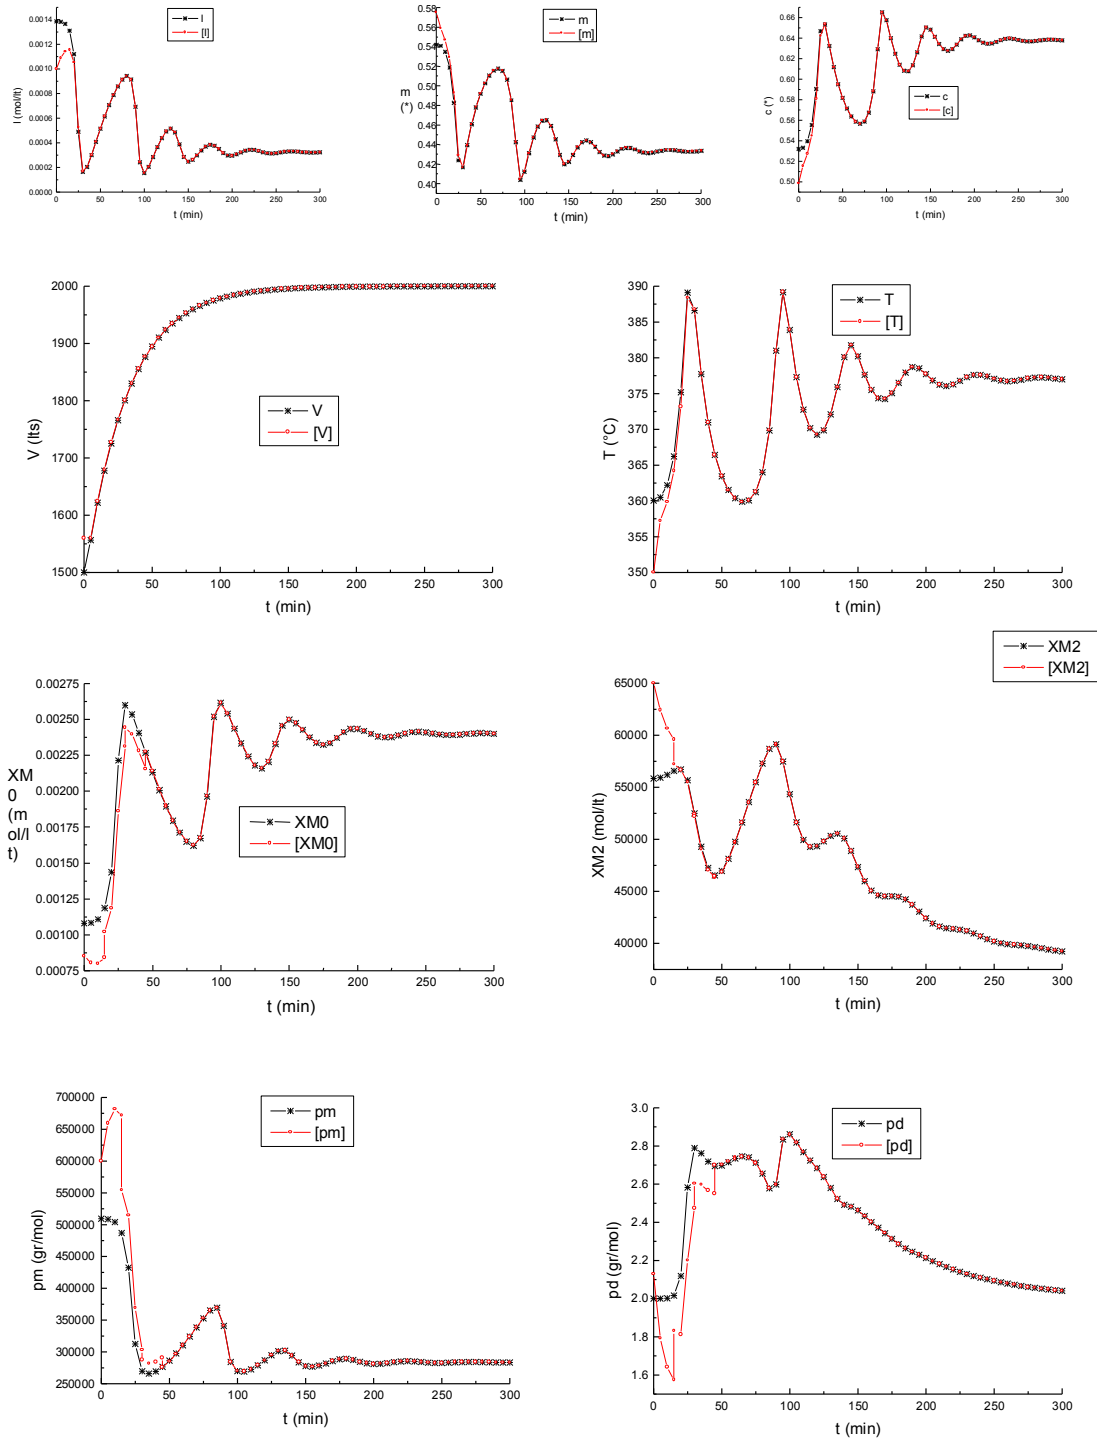 I
[I]
0.0014
0.0012
0.0010
0.0008
0.0006
0.0004
0.0002
0.0000
I (mol/lt)
0 50 100 150 200 250 300
t (min)
m
[m]
0.58
0.56
0.54
0.52
0.50
0.48
0.46
0.44
0.42
0.40
m
(*)
0 50 100 150 200 250 300
t (min)
c
[c]
0.66
0.64
0.62
0.60
0.58
0.56
0.54
0.52
0.50
c (*)
0 50 100 150 200 250 300
t (min)
V
[V]
2000
1900
1800
1700
1600
1500
V (lts)
0 50 100 150 200 250 300
t (min)
T
[T]
390
385
380
375
370
365
360
355
350
T (°C)
0 50 100 150 200 250 300
t (min)
XM0
[XM0]
0.00275
0.00250
0.00225
0.00200
0.00175
0.00150
0.00125
0.00100
0.00075
XM
0
(m
ol/l
t)
0 50 100 150 200 250 300
t (min)
XM2
[XM2]
65000
60000
55000
50000
45000
40000
XM2 (mol/lt)
0 50 100 150 200 250 300
t (min)
pm
[pm]
700000
650000
600000
550000
500000
450000
400000
350000
300000
250000
pm (gr/mol)
0 50 100 150 200 250 300
t (min)
pd
[pd]
3.0
2.8
2.6
2.4
2.2
2.0
1.8
1.6
pd (gr/mol)
0 50 100 150 200 250 300
t (min)